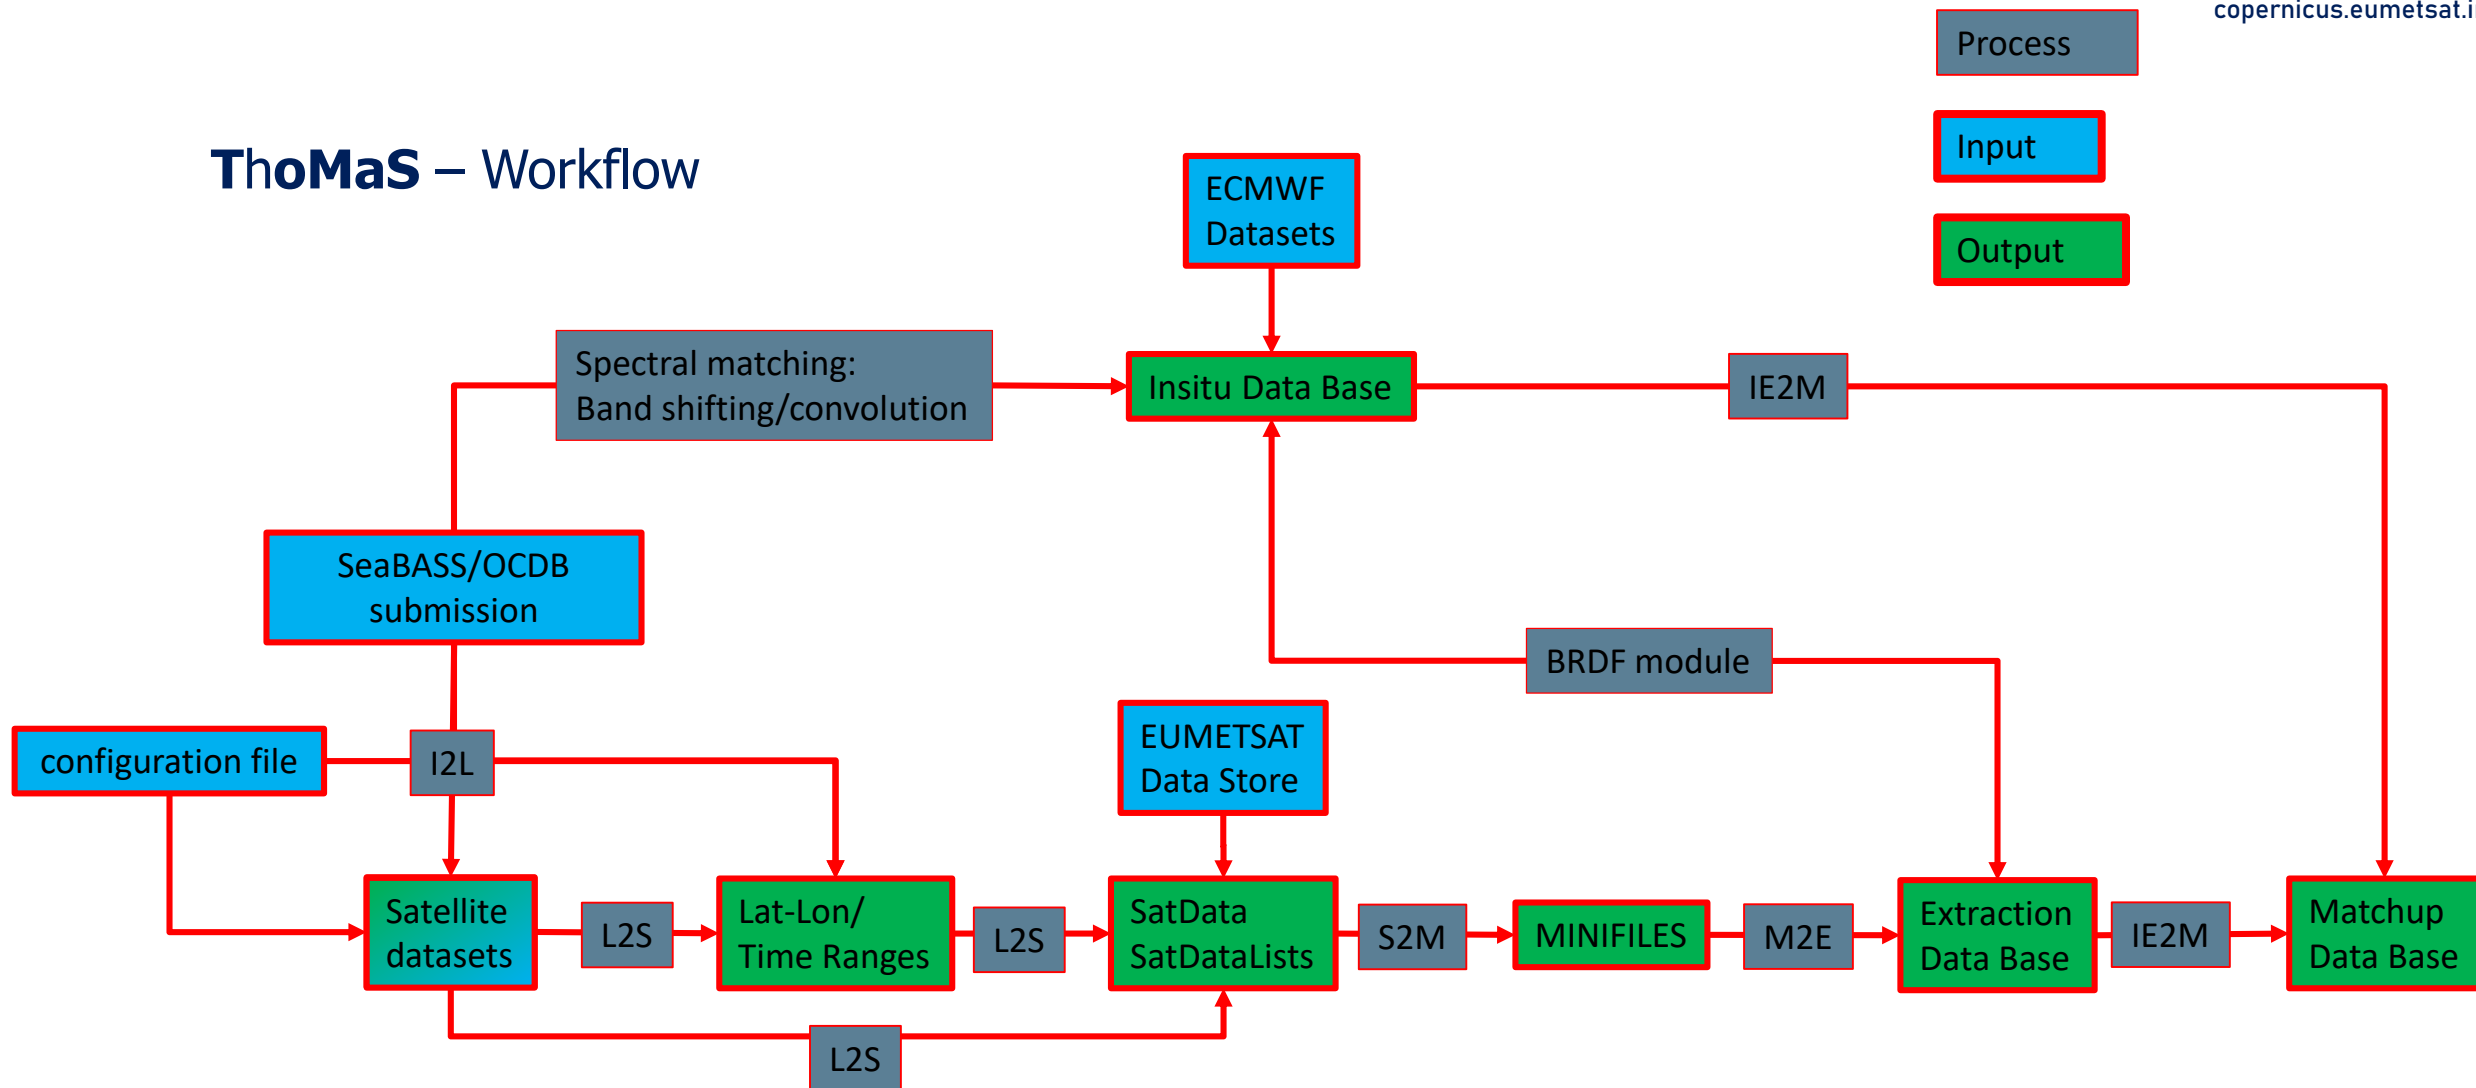 copernicus.eumetsat.i
Process
Input
Output
ThoMaS – Workflow
ECMWF
Datasets
Spectral matching:
Band shifting/convolution
Insitu Data Base
IE2M
SeaBASS/OCDB
submission
BRDF module
configuration file
I2L
EUMETSAT
Data Store
Satellite
datasets
L2S
Lat-Lon/
Time Ranges
L2S
SatData
SatDataLists
S2M
MINIFILES
M2E
Extraction
Data Base
IE2M
Matchup
Data Base
L2S